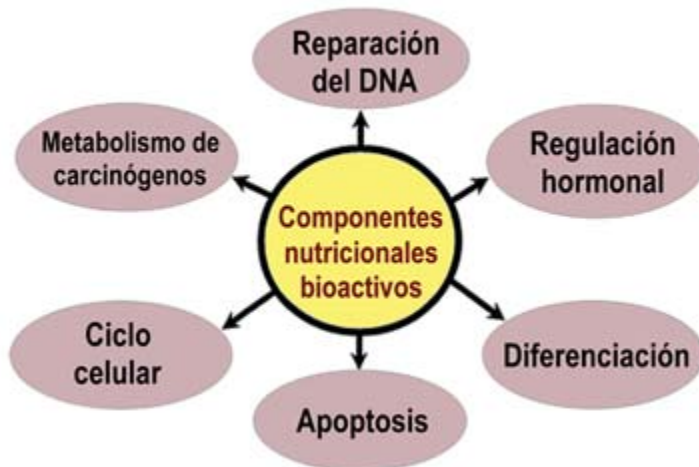 Reparación
del DNA
Metabolismo de
carcinógenos
Regulación
hormonal
Componentes
nutricionales
bioactivos
Ciclo
celular
Diferenciación
Apoptosis